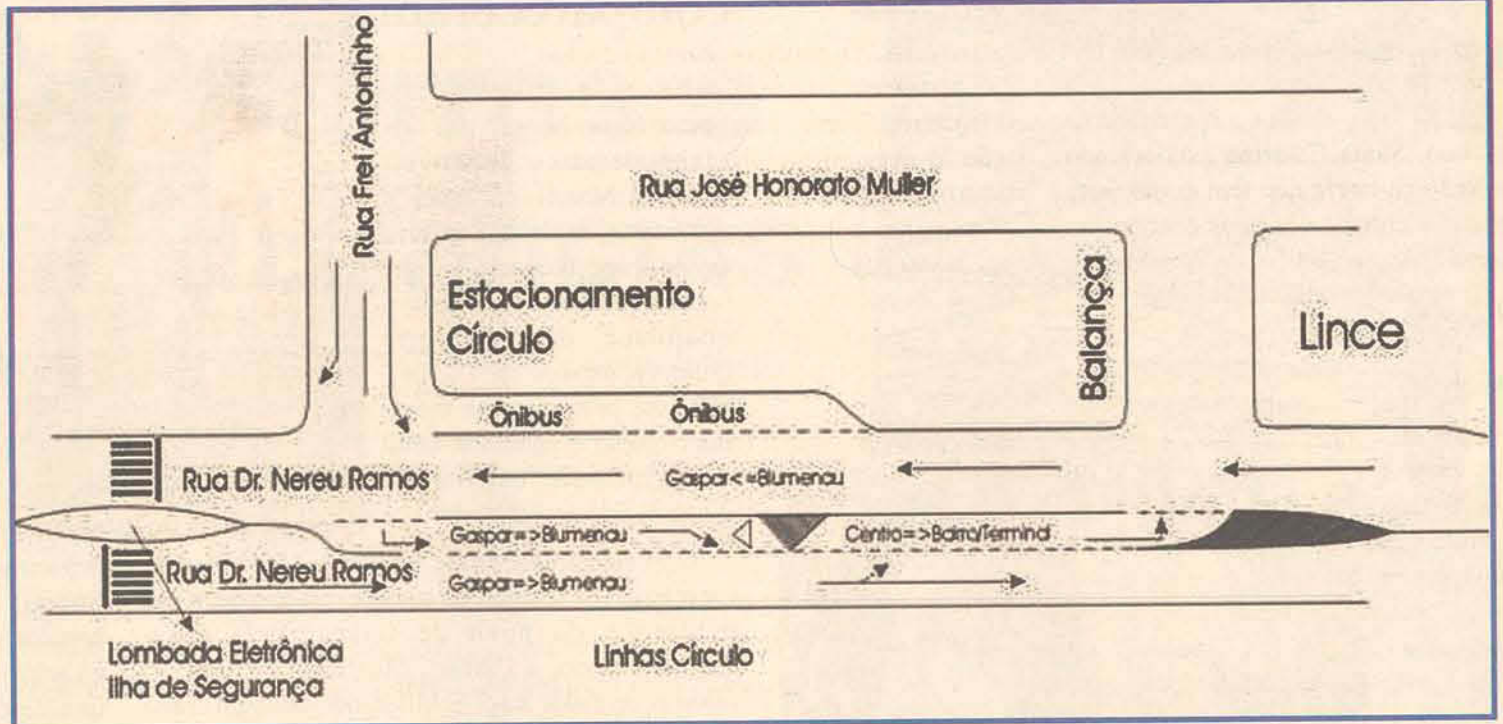 Rua Frei Antoninho
Rua José Honorato Muller
Estacionamento
Círculo
Balança
Lince
Ônibus
Ônibus
Rua Dr. Nereu Ramos
Gaspar<=Blumenau
Gaspar=>Blumenau
Centro=>Bairro/Terminal
Rua Dr. Nereu Ramos
Gaspar=>Blumenau
Lombada Eletrônica
Ilha de Segurança
Linhas Círculo